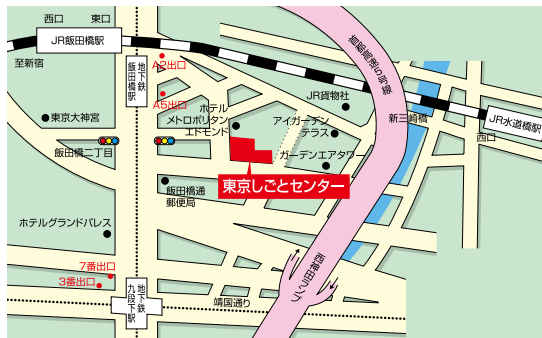 西口
東口
JR飯田橋駅
至新宿
地下鉄
飯田橋駅
A2出口
A5出口
首都高速5号線
JR貨物社
ホテル
メトロポリタン
エドモンド
アイガーデン
テラス
新三崎橋
JR水道橋駅
西口
東京大神宮
飯田橋二丁目
ガーデンエアタワー
飯田橋通
郵便局
東京しごとセンター
ホテルグランドパレス
西神田ランプ
7番出口
3番出口
地下鉄
九段下駅
靖国通り